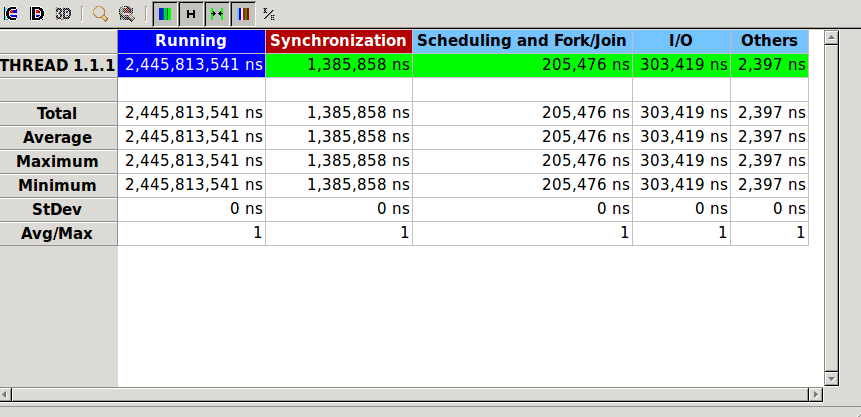 3D
Running Synchronization Scheduling and Fork/Join I/O Others
THREAD 1.1.1 2,445,813,541 ns 1,385,858 ns 205,476 ns 303,419 ns 2,397 ns
Total 2,445,813,541 ns 1,385,858 ns 205,476 ns 303,419 ns 2,397 ns
Average 2,445,813,541 ns 1,385,858 ns 205,476 ns 303,419 ns 2,397 ns
Maximum 2,445,813,541 ns 1,385,858 ns 205,476 ns 303,419 ns 2,397 ns
Minimum 2,445,813,541 ns 1,385,858 ns 205,476 ns 303,419 ns 2,397 ns
StDev 0 ns 0 ns 0 ns 0 ns 0 ns
Avg/Max 1 1 1 1 1